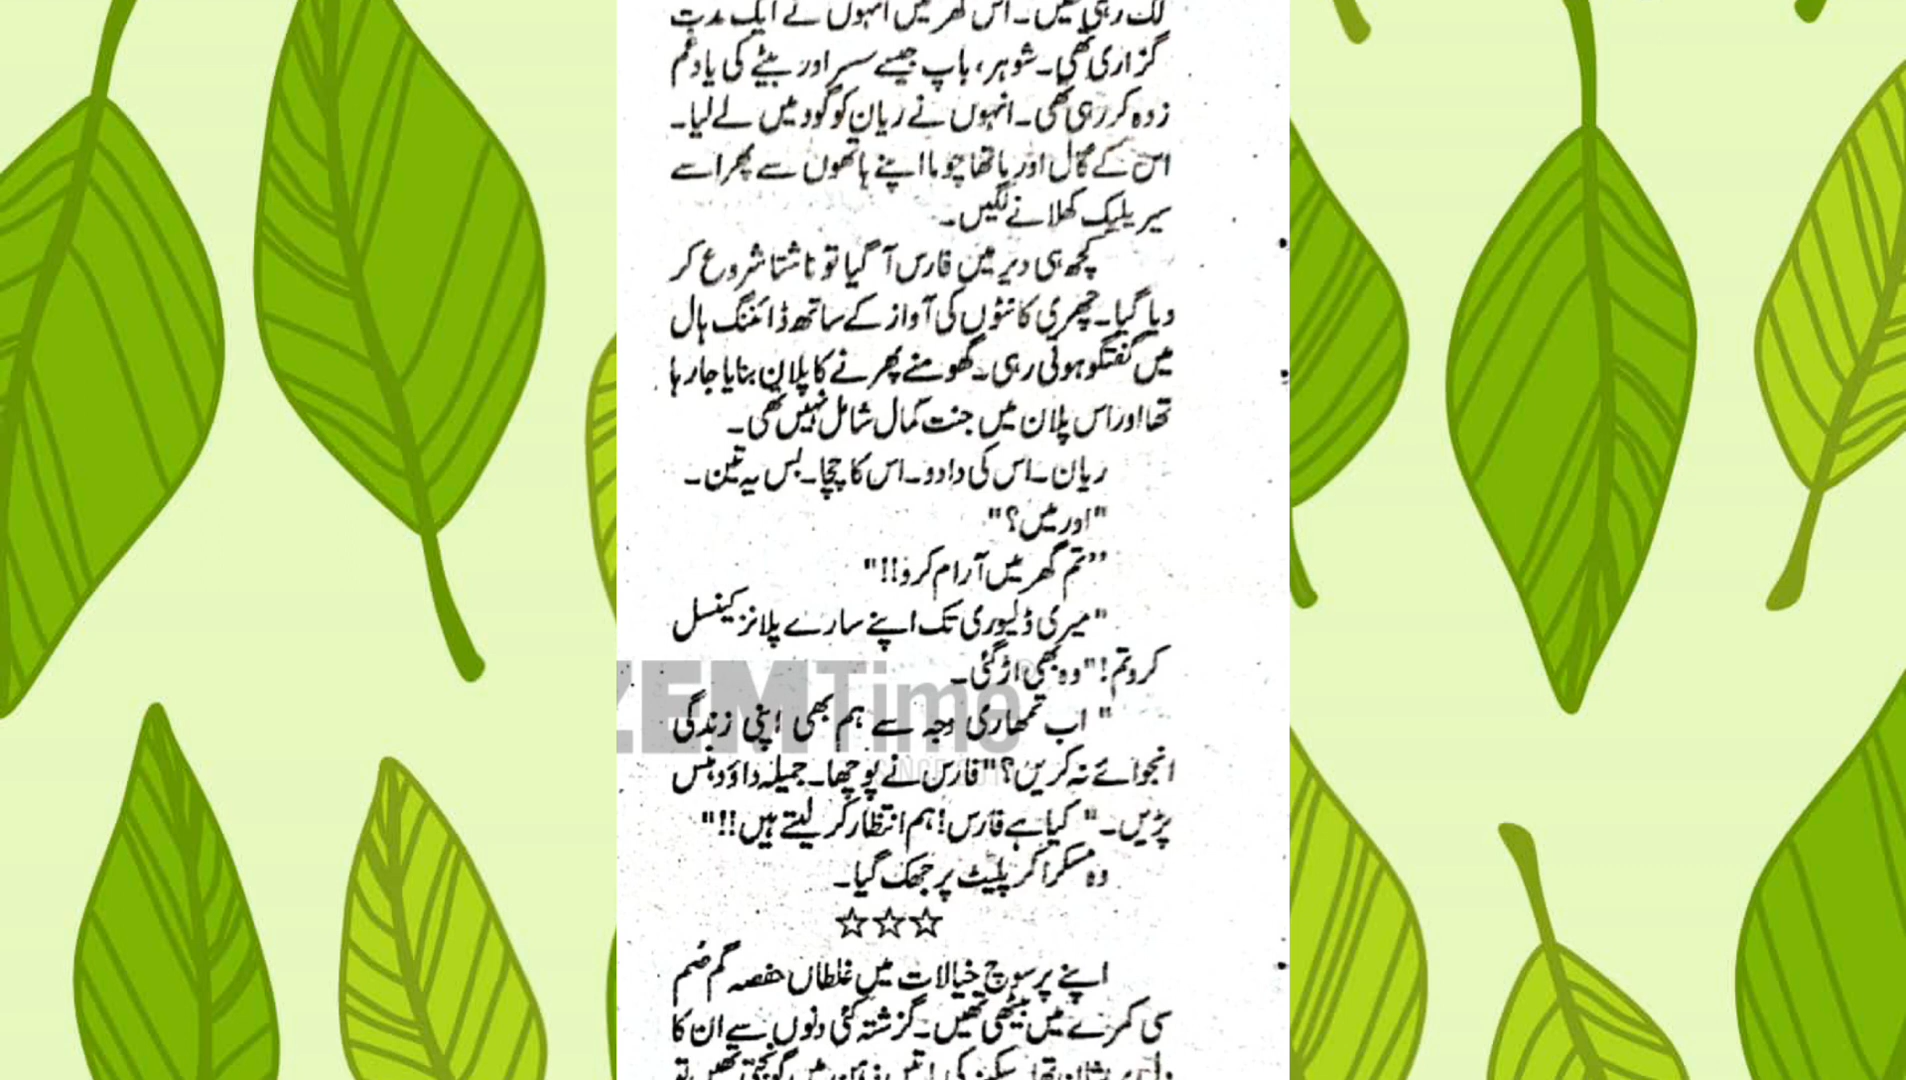 لگ رہی تھیں۔ اس گھر میں انہوں نے ایک مدت
گزاری تھی۔ شوہر، باپ جیسے سسر اور بیٹے کی یاد غم
زدہ کر رہی تھی۔ انہوں نے ریان کو گود میں لے لیا۔
اس کے گال اور ماتھا چوما اپنے ہاتھوں سے پھر اسے
سیریلیک کھلانے لگیں۔
کچھ ہی دیر میں فارس آ گیا تو ناشتا شروع کر
دیا گیا۔ چھری کانٹوں کی آواز کے ساتھ ڈائننگ ہال
میں گفتگو ہوتی رہی۔ گھومنے پھرنے کا پلان بنایا جا رہا
تھا اور اس پلان میں جنت کمال شامل نہیں تھی۔
ریان۔ اس کی دادو۔ اس کا چچا۔ بس یہ تین۔
"اور میں؟"
’’تم گھر میں آرام کرو!!"
"میری ڈلیوری تک اپنے سارے پلانز کینسل
کرو تم!" وہ بھی اڑ گئی۔
" اب تمھاری وجہ سے ہم بھی اپنی زندگی
انجوائے نہ کریں؟" فارس نے پوچھا۔ جمیلہ داؤد ہنس
پڑیں۔ " کیا ہے فارس! ہم انتظار کر لیتے ہیں!!"
وہ مسکرا کر پلیٹ پر جھک گیا۔
☆☆☆
اپنے پرسوچ خیالات میں غلطاں حفصہ گم صم
سی کمرے میں بیٹھی تھیں۔ گزشتہ کئی دنوں سے ان کا
ZEMTime
SINCE